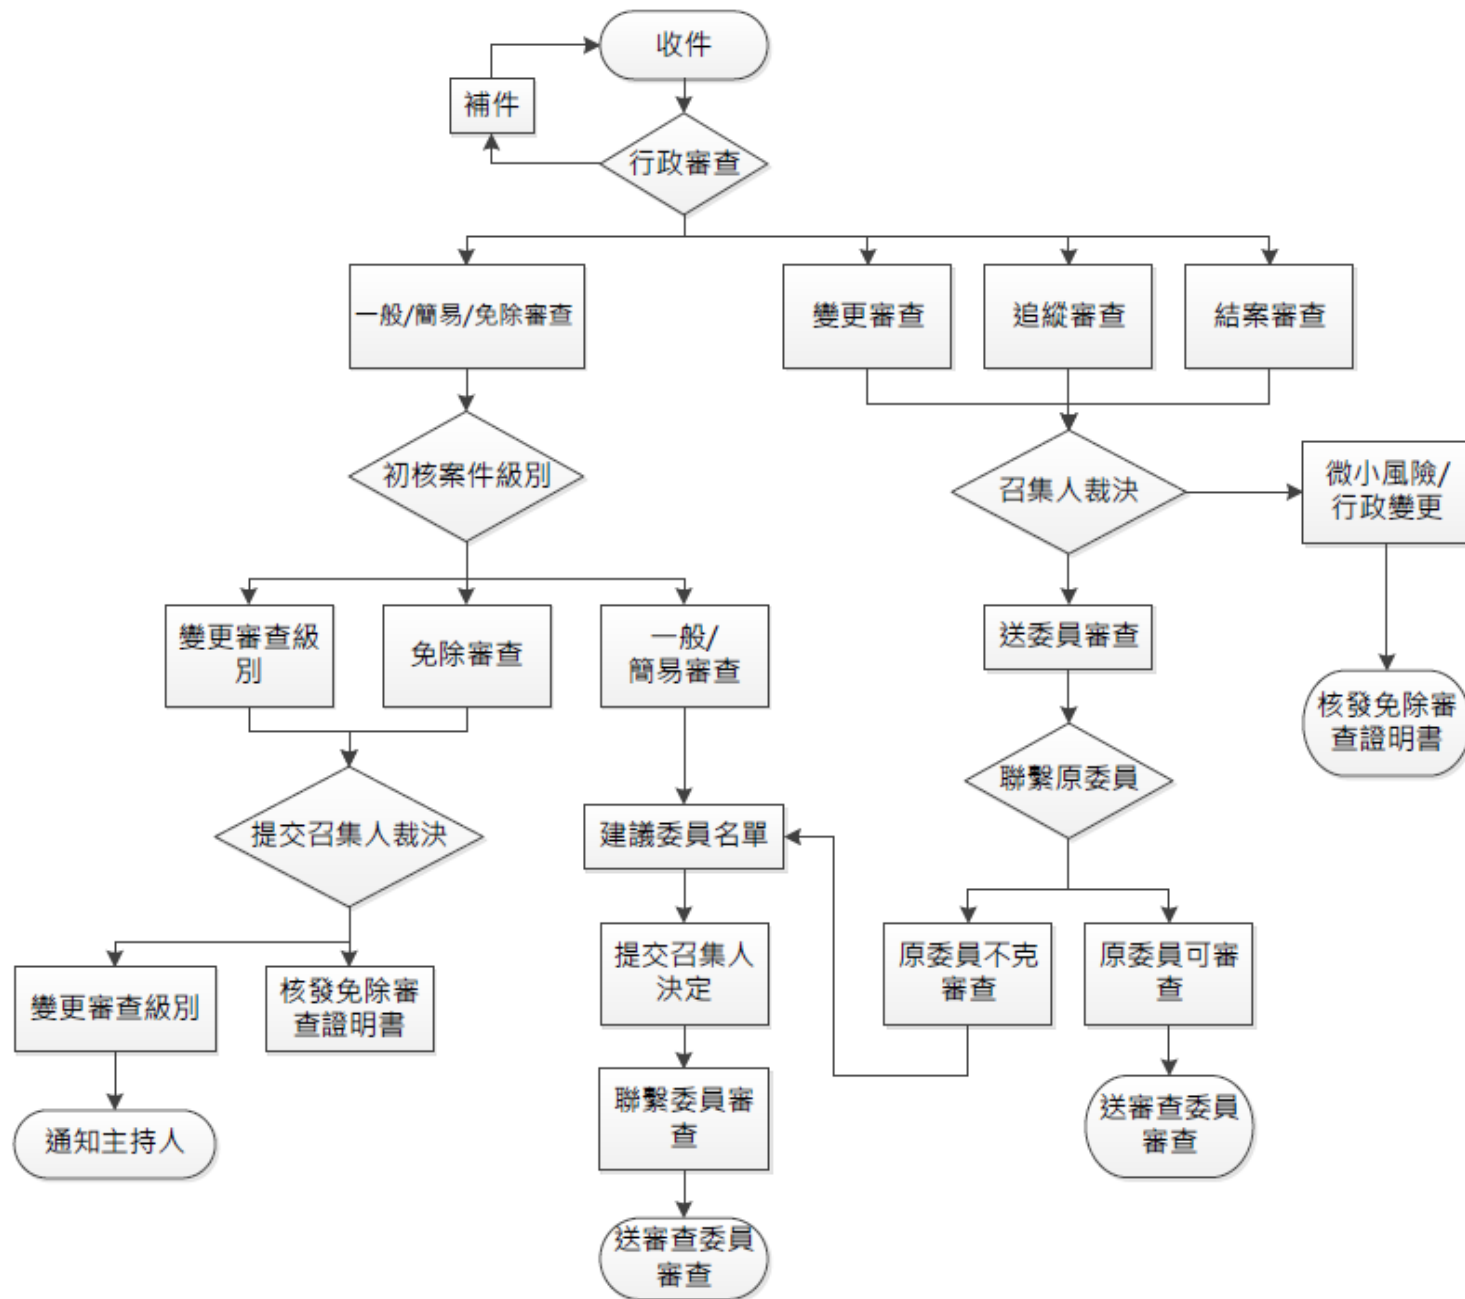 收件
補件
行政審查
一般/簡易/免除審查
變更審查
追縱審查
結案審查
初核案件級別
召集人裁決
微小風險/
行政變更
變更審查級
別
免除審查
一般/
簡易審查
送委員審查
核發免除審
查證明書
聯繫原委員
提交召集人裁決
建議委員名單
提交召集人
決定
原委員不克
審查
原委員可審
查
變更審查級別
核發免除審
查證明書
聯繫委員審
查
送審查委員
審查
通知主持人
送審查委員
審查